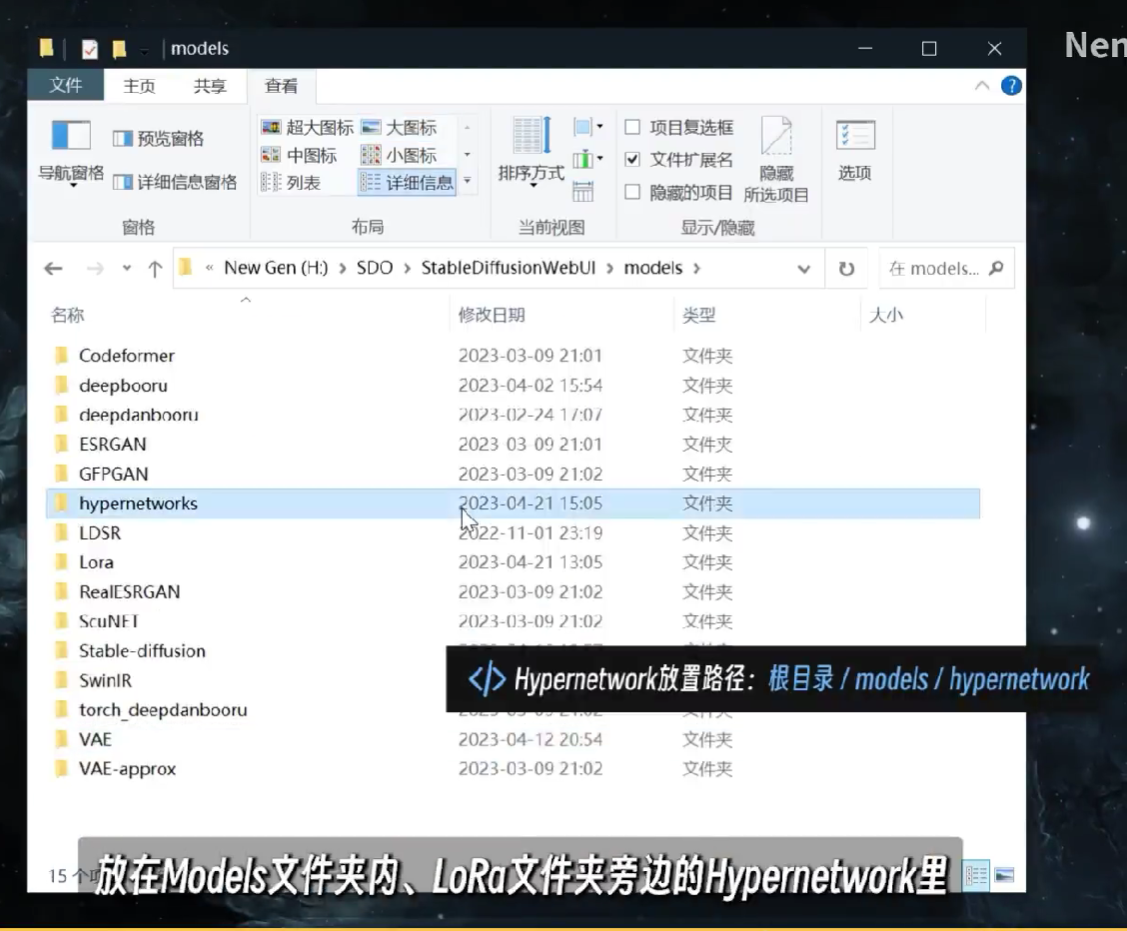 models
Nen
文件 主页 共享 查看
导航窗格 预览窗格 详细信息窗格 窗格
超大图标 大图标
中图标 小图标
列表 详细信息
布局
排序方式
当前视图
项目复选框
文件扩展名
隐藏的项目
隐藏
所选项目
显示/隐藏
选项
« New Gen (H:) › SDO › StableDiffusionWebUI › models ›
在 models...
名称 修改日期 类型 大小
Codeformer 2023-03-09 21:01 文件夹
deepbooru 2023-04-02 15:54 文件夹
deepdanbooru 2023-02-24 17:07 文件夹
ESRGAN 2023-03-09 21:01 文件夹
GFPGAN 2023-03-09 21:02 文件夹
hypernetworks 2023-04-21 15:05 文件夹
LDSR 2022-11-01 23:19 文件夹
Lora 2023-04-21 13:05 文件夹
RealESRGAN 2023-03-09 21:02 文件夹
ScuNET 2023-03-09 21:02 文件夹
Stable-diffusion
SwinIR
torch_deepdanbooru
</> Hypernetwork放置路径：根目录 / models / hypernetwork
VAE 2023-04-12 20:54 文件夹
VAE-approx 2023-03-09 21:02 文件夹
15
放在Models文件夹内、LoRa文件夹旁边的Hypernetwork里